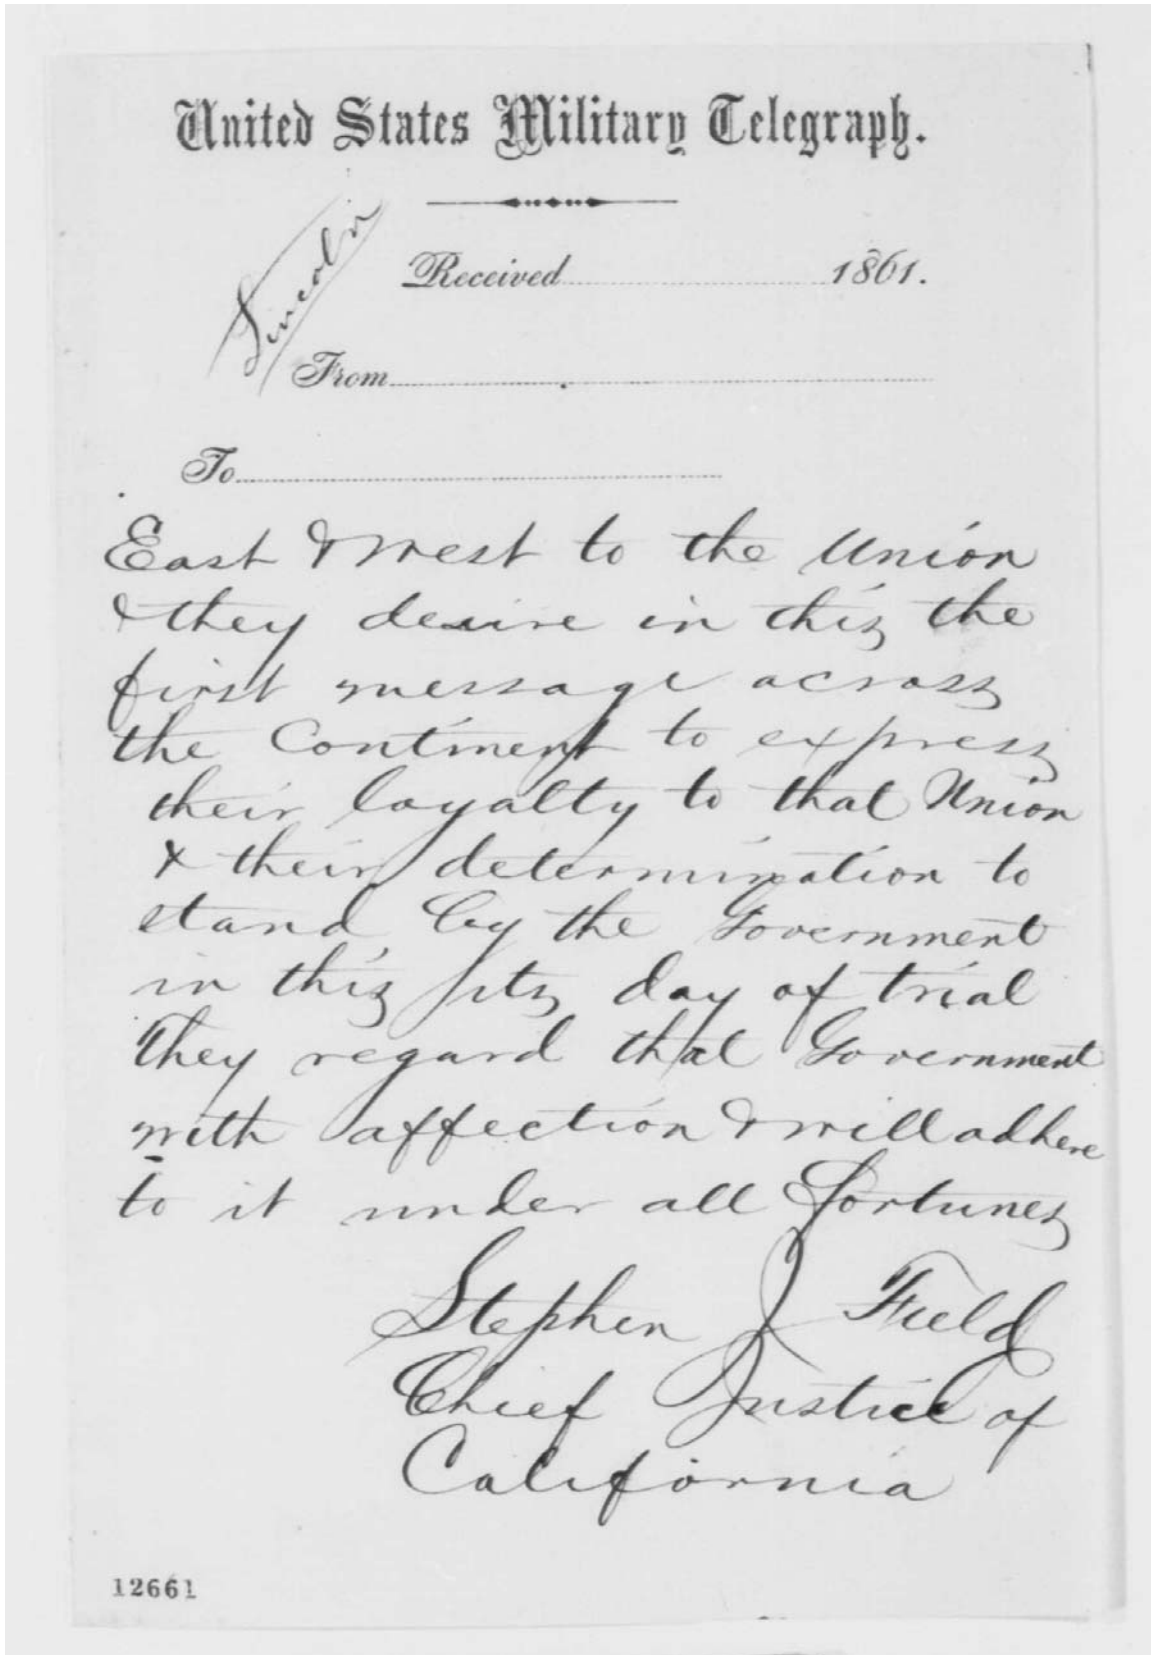 United States Military Telegraph.
Lincoln
Received 1861.
From
To
East & West to the Union
& they desire in this the
first message across
the Continent to express
their loyalty to that Union
& their determination to
stand by the Government
in this its day of trial
They regard that Government
with affection & will adhere
to it under all fortunes
Stephen J Field
Chief Justice of
California
12661